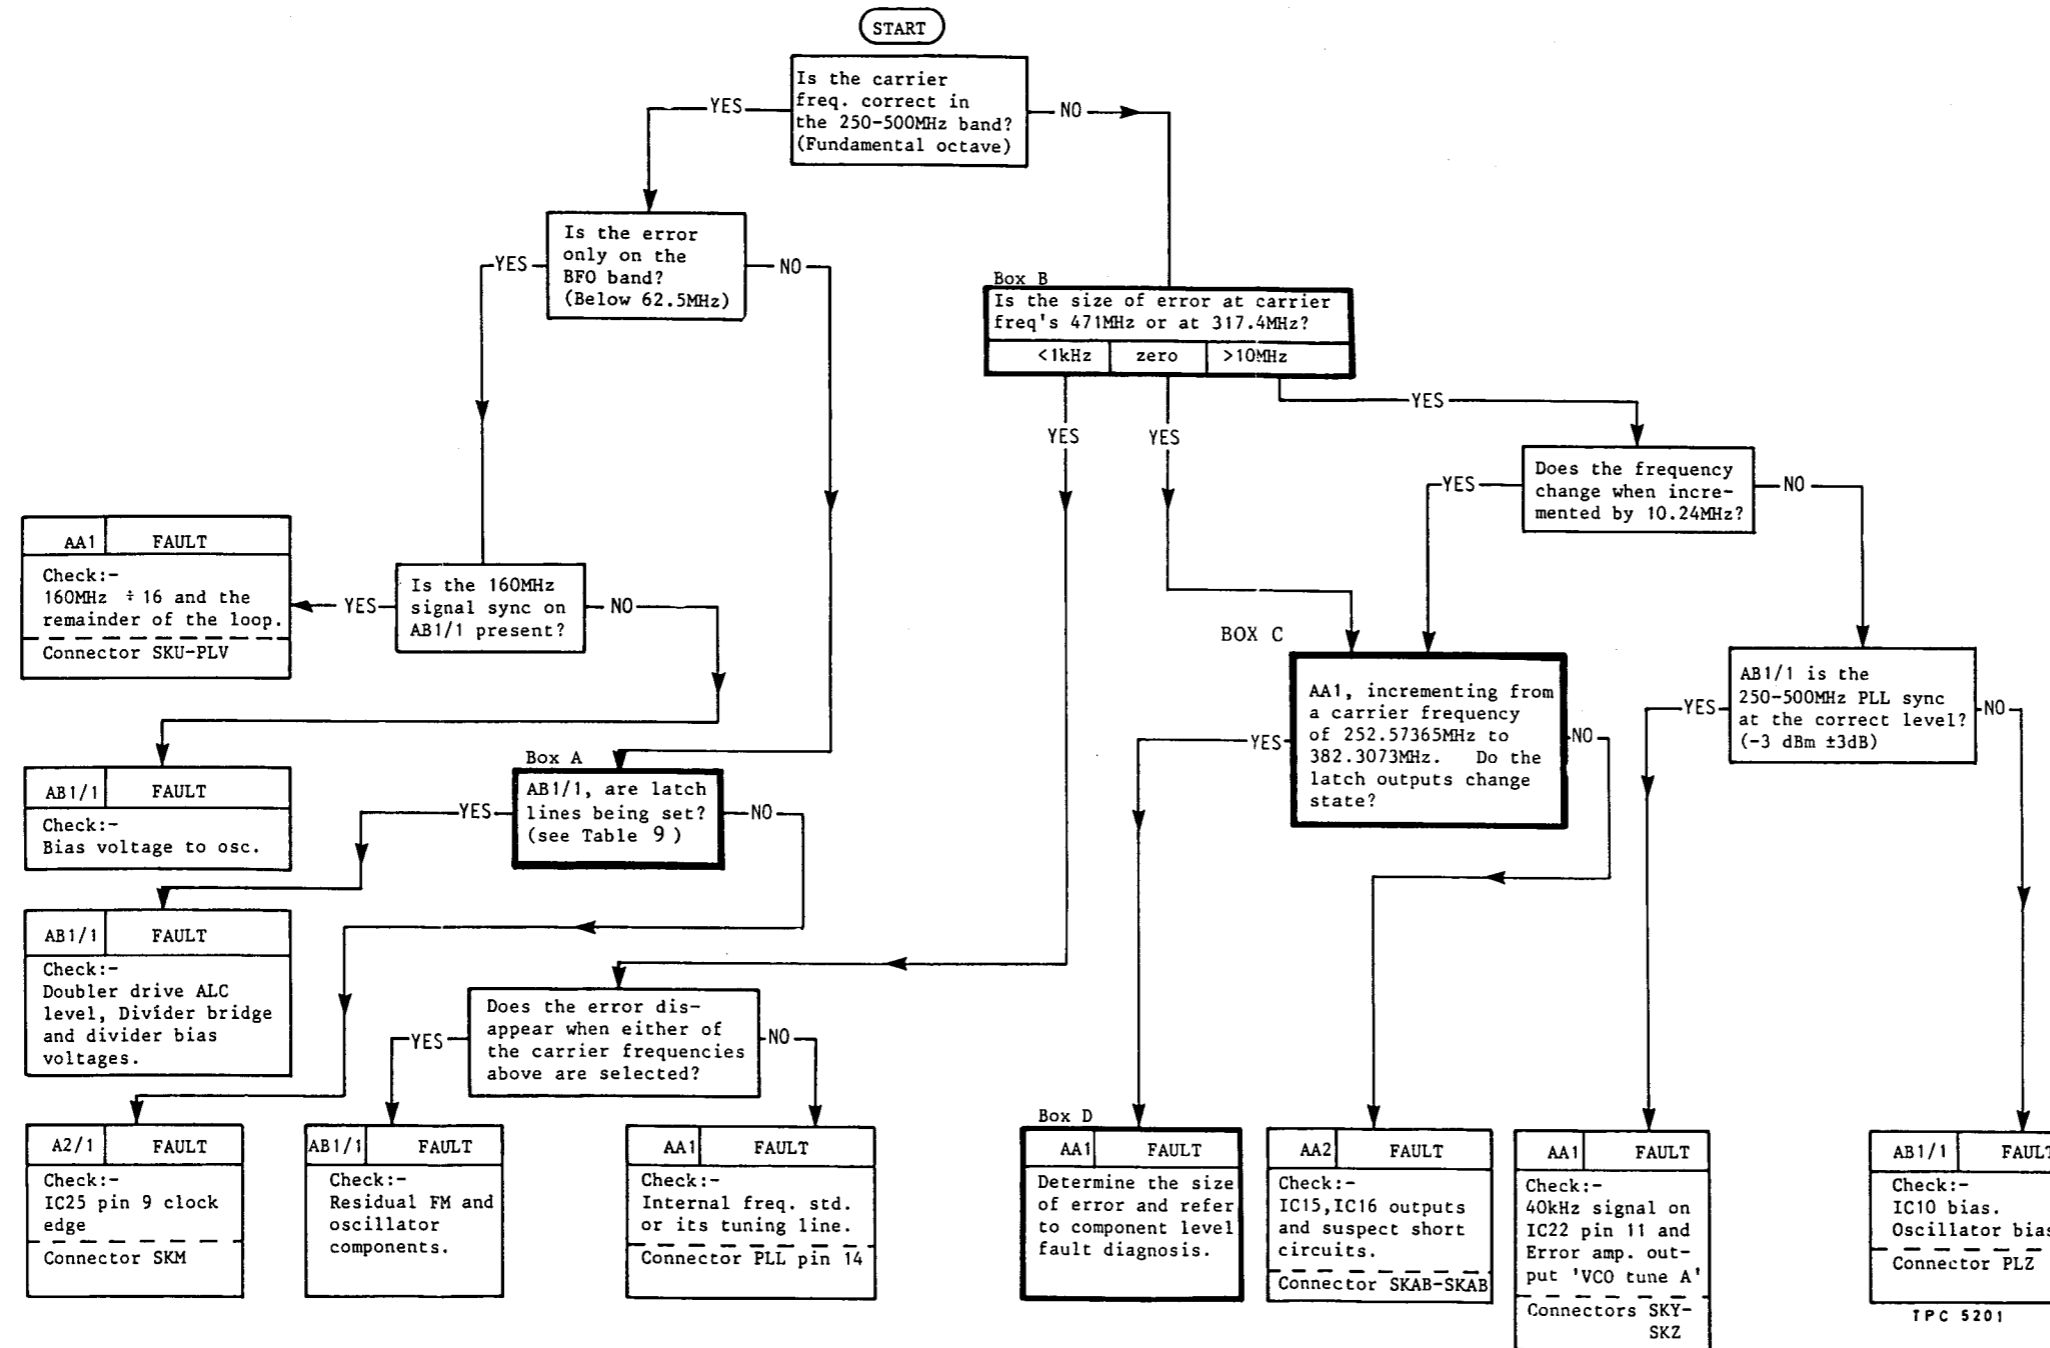 START
Is the carrier
freq. correct in
the 250-500MHz band?
(Fundamental octave)
YES
NO
Is the error
only on the
BFO band?
(Below 62.5MHz)
YES
NO
Box B
Is the size of error at carrier
freq's 471MHz or at 317.4MHz?
<1kHz
zero
>10MHz
YES
YES
YES
Does the frequency
change when incre-
mented by 10.24MHz?
YES
NO
AA1 FAULT
Check:-
160MHz ÷ 16 and the
remainder of the loop.
Connector SKU-PLV
YES
Is the 160MHz
signal sync on
AB1/1 present?
NO
BOX C
AA1, incrementing from
a carrier frequency
of 252.57365MHz to
382.3073MHz. Do the
latch outputs change
state?
YES
NO
AB1/1 is the
250-500MHz PLL sync
at the correct level?
(-3 dBm ±3dB)
YES
NO
AB1/1 FAULT
Check:-
Bias voltage to osc.
Box A
AB1/1, are latch
lines being set?
(see Table 9)
YES
NO
AB1/1 FAULT
Check:-
Doubler drive ALC
level, Divider bridge
and divider bias
voltages.
Does the error dis-
appear when either of
the carrier frequencies
above are selected?
YES
NO
A2/1 FAULT
Check:-
IC25 pin 9 clock
edge
Connector SKM
AB1/1 FAULT
Check:-
Residual FM and
oscillator
components.
AA1 FAULT
Check:-
Internal freq. std.
or its tuning line.
Connector PLL pin 14
Box D
AA1 FAULT
Determine the size
of error and refer
to component level
fault diagnosis.
AA2 FAULT
Check:-
IC15,IC16 outputs
and suspect short
circuits.
Connector SKAB-SKAB
AA1 FAULT
Check:-
40kHz signal on
IC22 pin 11 and
Error amp. out-
put 'VCO tune A'
Connectors SKY-
SKZ
AB1/1 FAULT
Check:-
IC10 bias.
Oscillator bias
Connector PLZ
TPC 5201